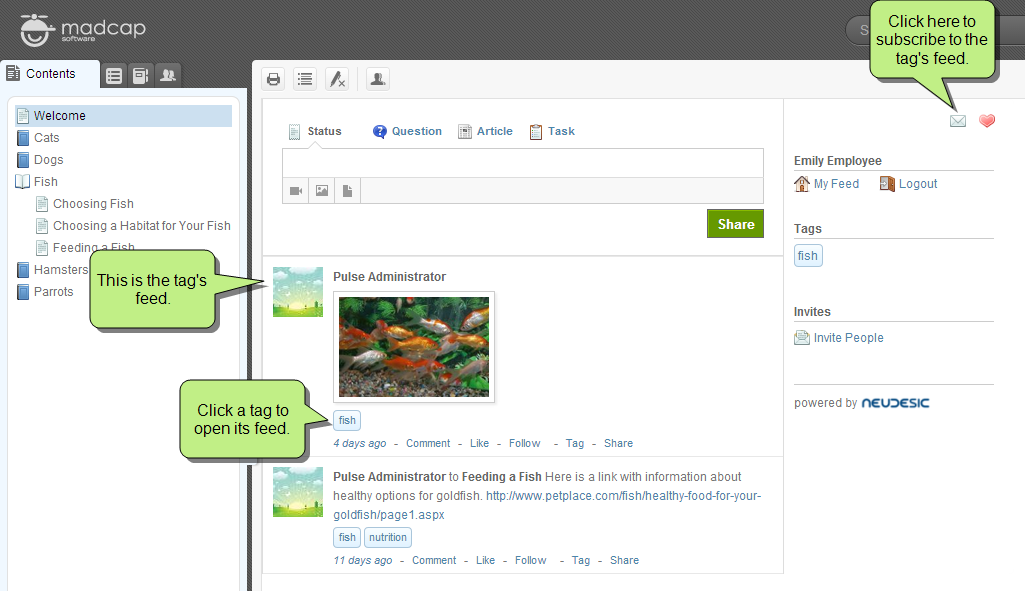 madcap
software
Click here to
subscribe to the
tag's feed.
Contents
Welcome
Cats
Dogs
Fish
Choosing Fish
Choosing a Habitat for Your Fish
Feeding a Fish
Hamsters
Parrots
Status
Question
Article
Task
Share
Emily Employee
My Feed
Logout
Tags
fish
Invites
Invite People
powered by NEUDESIC
This is the tag's
feed.
Pulse Administrator
Click a tag to
open its feed.
fish
4 days ago - Comment - Like - Follow - Tag - Share
Pulse Administrator to Feeding a Fish Here is a link with information about
healthy options for goldfish. http://www.petplace.com/fish/healthy-food-for-your-
goldfish/page1.aspx
fish nutrition
11 days ago - Comment - Like - Follow - Tag - Share